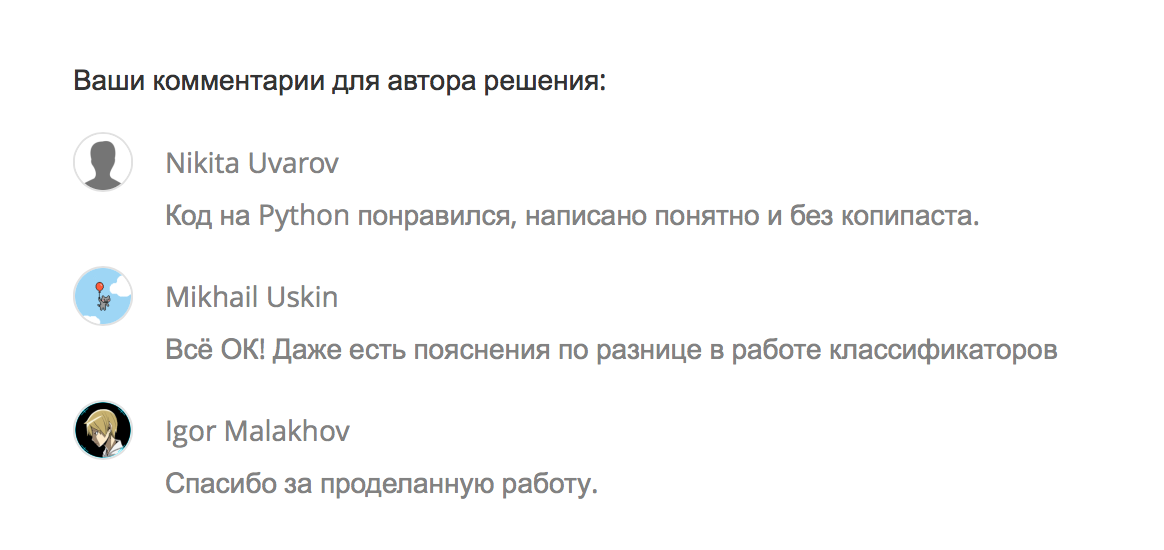 Ваши комментарии для автора решения:
Nikita Uvarov
Код на Python понравился, написано понятно и без копипаста.
Mikhail Uskin
Всё ОК! Даже есть пояснения по разнице в работе классификаторов
Igor Malakhov
Спасибо за проделанную работу.